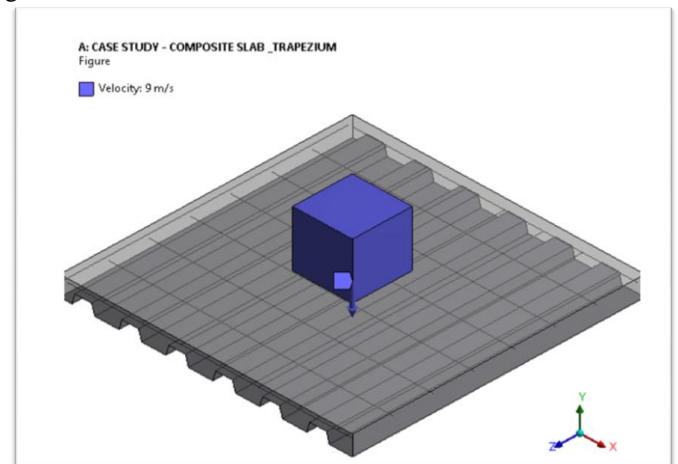 A: CASE STUDY - COMPOSITE SLAB _TRAPEZIUM
Figure
Velocity: 9 m/s
Y
Z
X